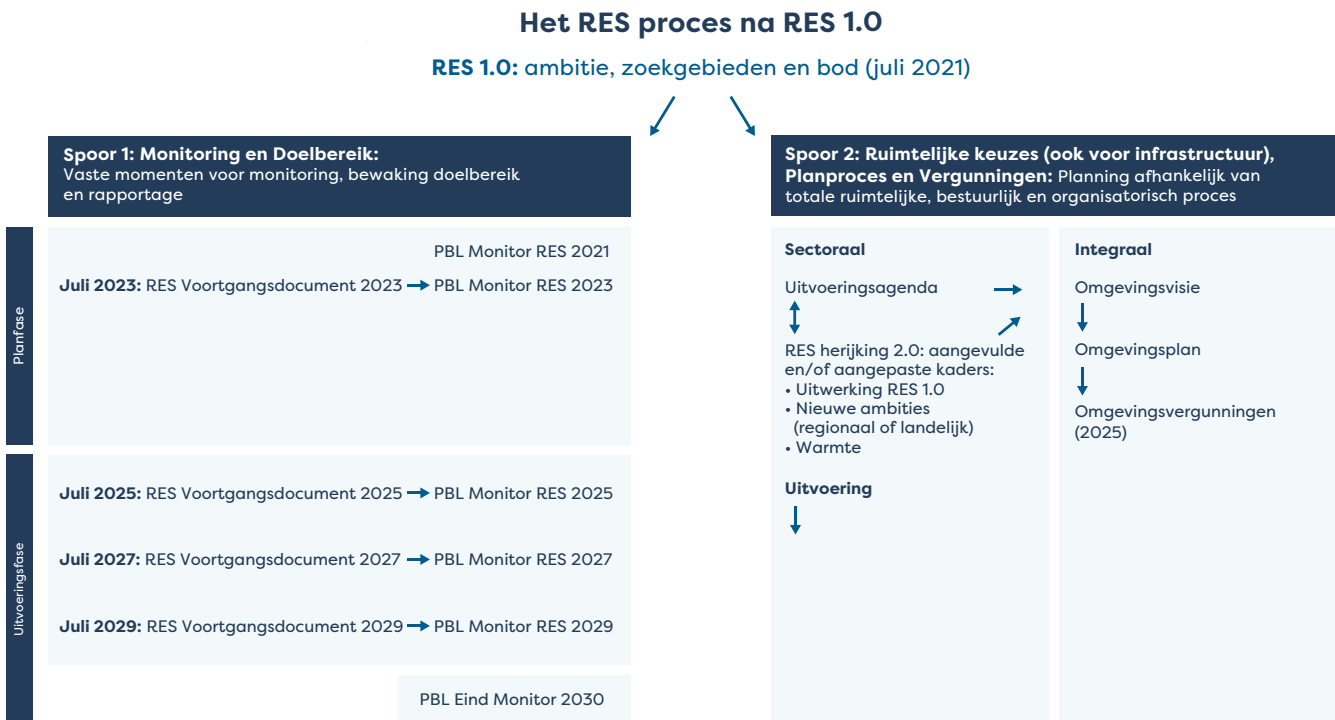 Het RES proces na RES 1.0
RES 1.0: ambitie, zoekgebieden en bod (juli 2021)
Spoor 1: Monitoring en Doelbereik:
Vaste momenten voor monitoring, bewaking doelbereik
en rapportage
Planfase
PBL Monitor RES 2021
Juli 2023: RES Voortgangsdocument 2023 → PBL Monitor RES 2023
Uitvoeringsfase
Juli 2025: RES Voortgangsdocument 2025 → PBL Monitor RES 2025
Juli 2027: RES Voortgangsdocument 2027 → PBL Monitor RES 2027
Juli 2029: RES Voortgangsdocument 2029 → PBL Monitor RES 2029
PBL Eind Monitor 2030
Spoor 2: Ruimtelijke keuzes (ook voor infrastructuur),
Planproces en Vergunningen: Planning afhankelijk van
totale ruimtelijke, bestuurlijk en organisatorisch proces
Sectoraal
Uitvoeringsagenda
RES herijking 2.0: aangevulde
en/of aangepaste kaders:
• Uitwerking RES 1.0
• Nieuwe ambities
(regionaal of landelijk)
• Warmte
Uitvoering
Integraal
Omgevingsvisie
Omgevingsplan
Omgevingsvergunningen
(2025)